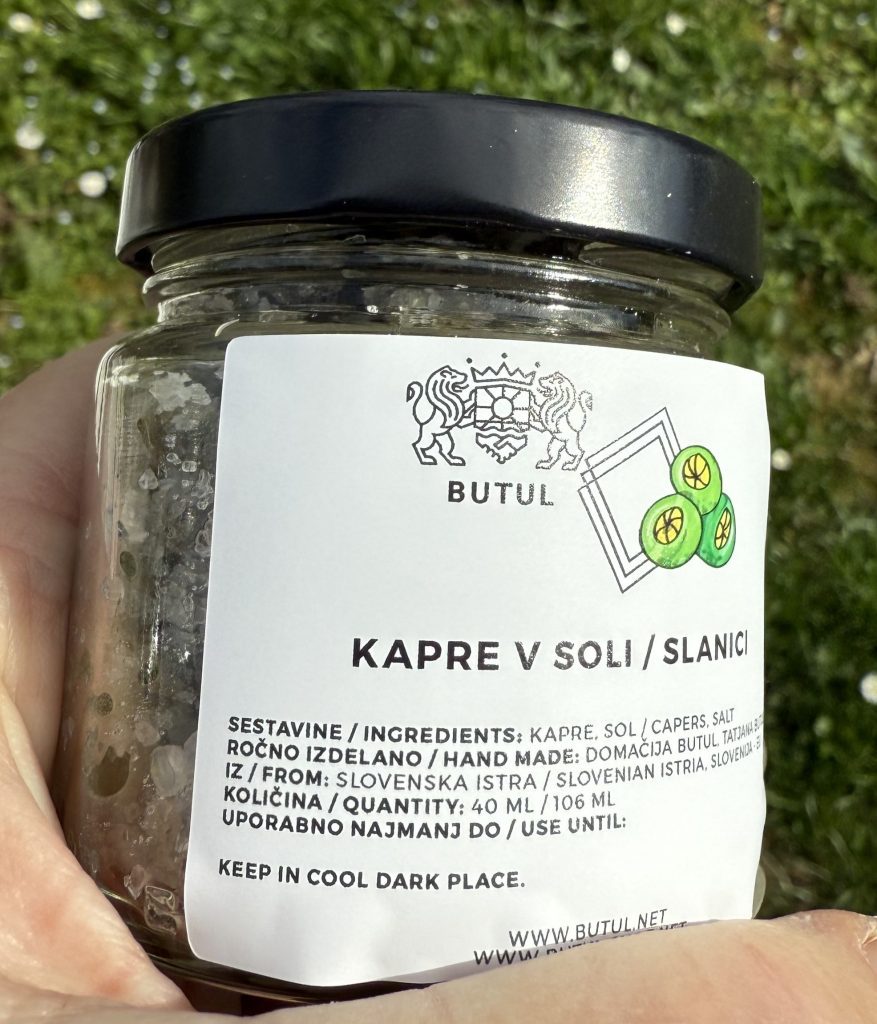 BUTUL
KAPRE V SOLI / SLANICI
SESTAVINE / INGREDIENTS: KAPRE, SOL / CAPERS, SALT
ROČNO IZDELANO / HAND MADE: DOMAČIJA BUTUL, TATJANA
IZ / FROM: SLOVENSKA ISTRA / SLOVENIAN ISTRIA, SLOVENIJA -
KOLIČINA / QUANTITY: 40 ML / 106 ML
UPORABNO NAJMANJ DO / USE UNTIL:
KEEP IN COOL DARK PLACE.
WWW.BUTUL.NET